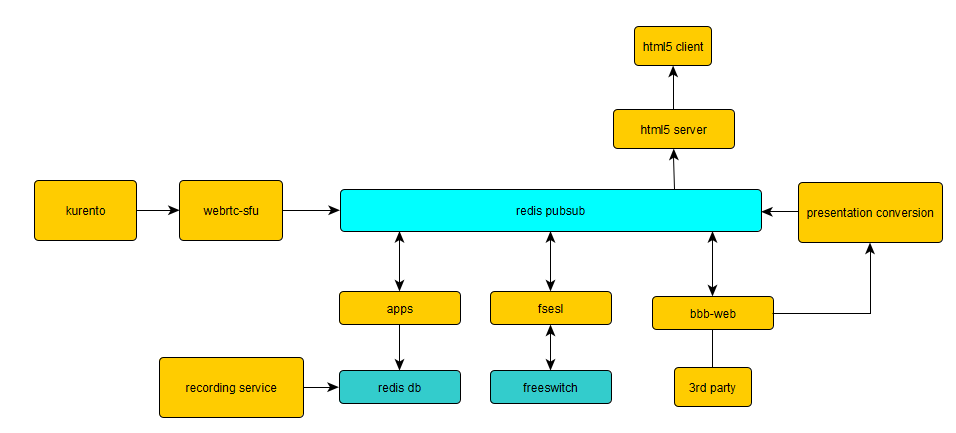 html5 client
html5 server
kurento
webrtc-sfu
redis pubsub
presentation conversion
apps
fsesl
bbb-web
recording service
redis db
freeswitch
3rd party